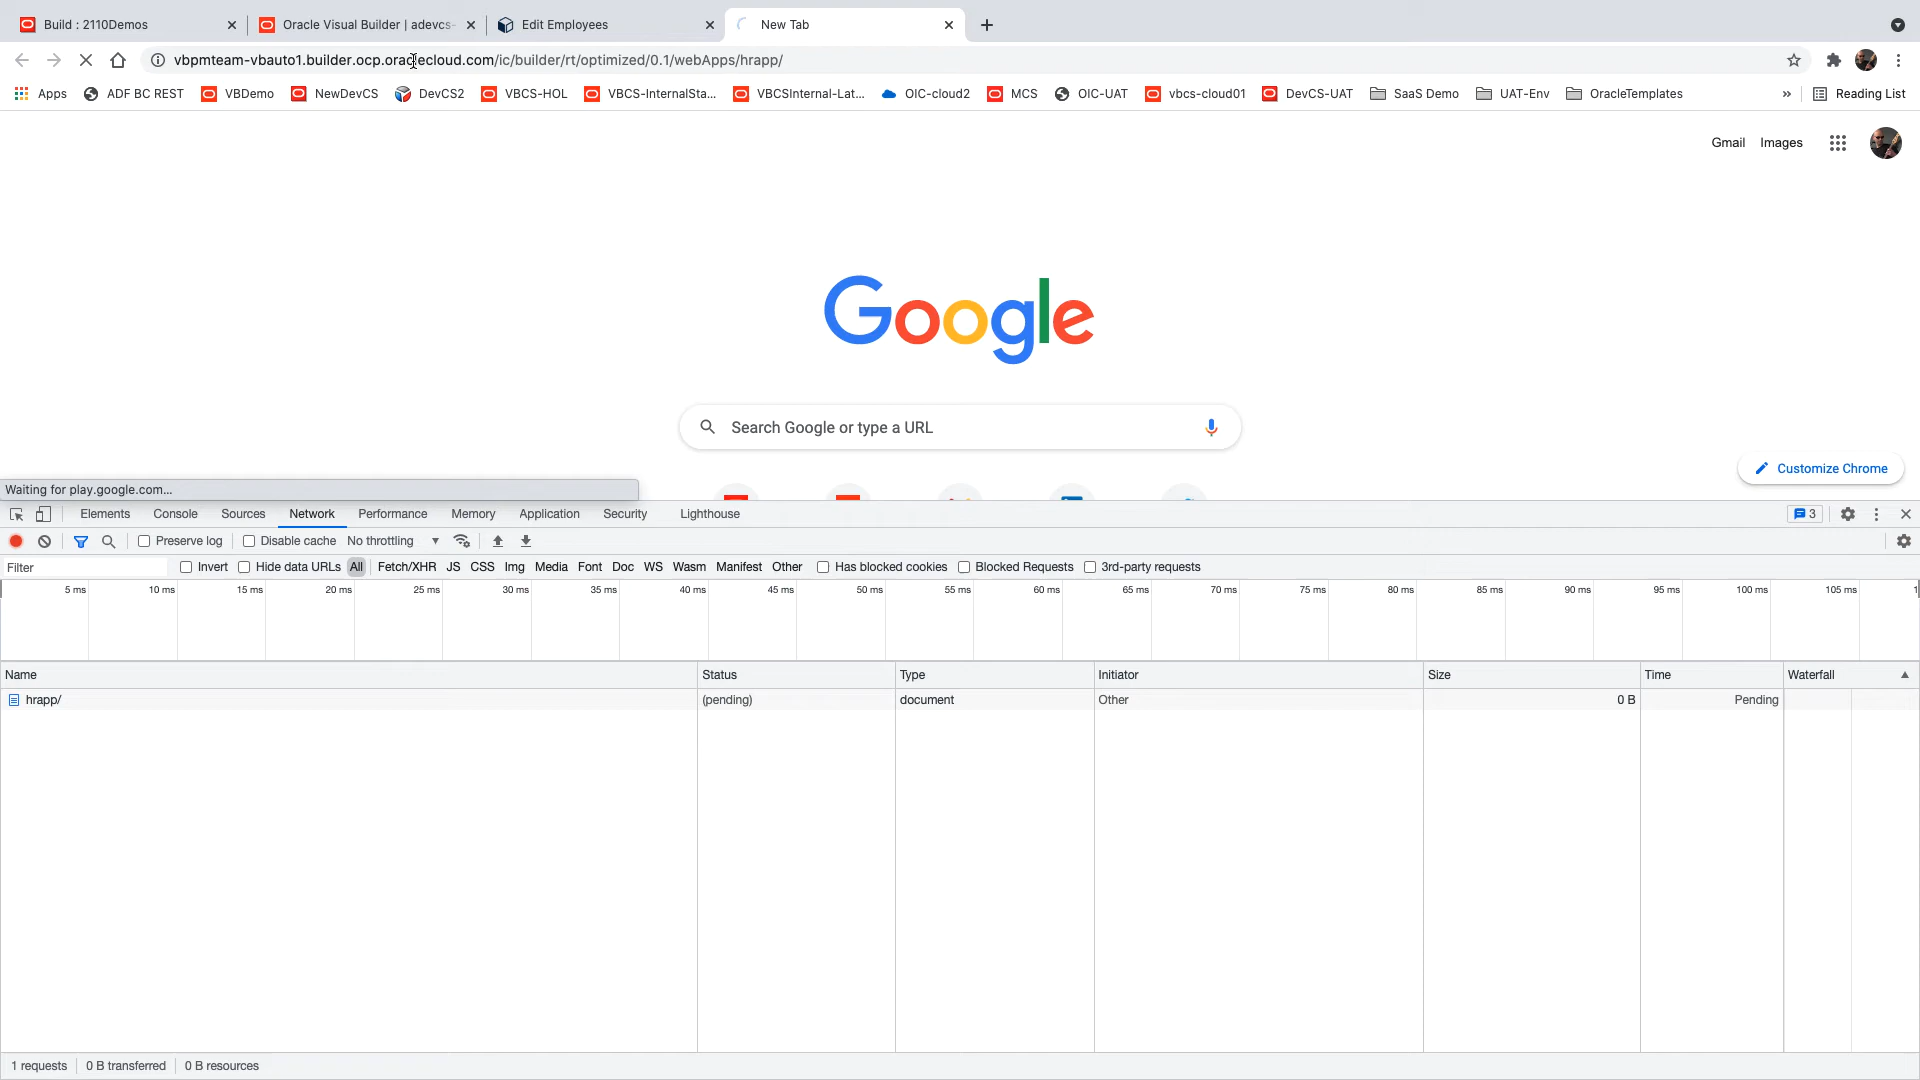 Build : 2110Demos
Oracle Visual Builder | adevcs-
Edit Employees
New Tab
vbpmteam-vbauto1.builder.ocp.oraclecloud.com/ic/builder/rt/optimized/0.1/webApps/hrapp/
Apps ADF BC REST VBDemo NewDevCS DevCS2 VBCS-HOL VBCS-InternalSta... VBCSInternal-Lat... OIC-cloud2 MCS OIC-UAT vbcs-cloud01 DevCS-UAT SaaS Demo UAT-Env OracleTemplates » Reading List
Gmail Images
Google
Search Google or type a URL
Customize Chrome
Waiting for play.google.com...
Elements Console Sources Network Performance Memory Application Security Lighthouse 3
Preserve log Disable cache No throttling
Filter Invert Hide data URLs All Fetch/XHR JS CSS Img Media Font Doc WS Wasm Manifest Other Has blocked cookies Blocked Requests 3rd-party requests
5 ms 10 ms 15 ms 20 ms 25 ms 30 ms 35 ms 40 ms 45 ms 50 ms 55 ms 60 ms 65 ms 70 ms 75 ms 80 ms 85 ms 90 ms 95 ms 100 ms 105 ms 1
Name Status Type Initiator Size Time Waterfall
hrapp/ (pending) document Other 0 B Pending
1 requests 0 B transferred 0 B resources